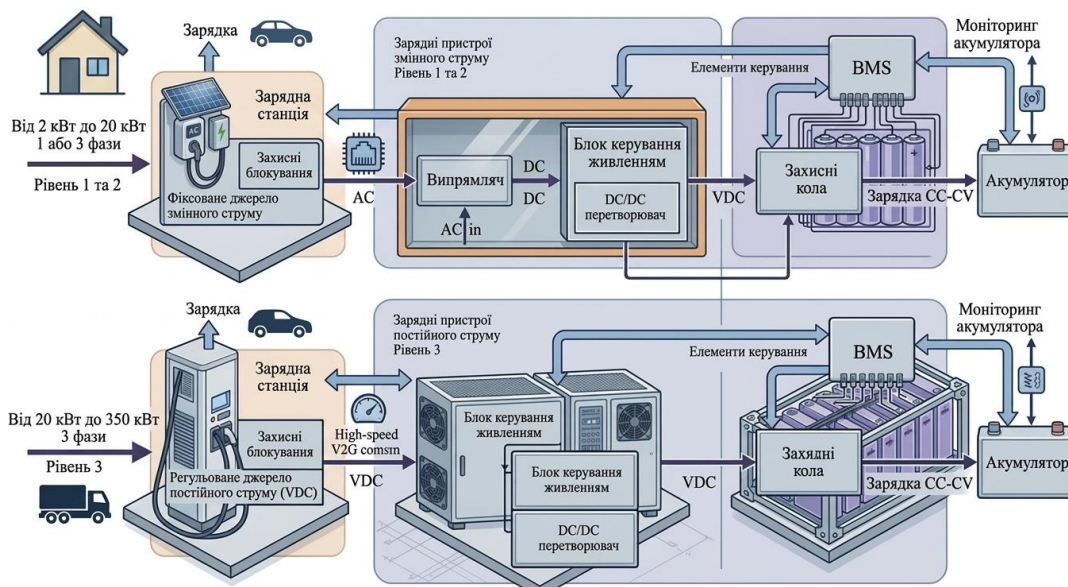 Зарядка
Від 2 кВт до 20 кВт
1 або 3 фази
Рівень 1 та 2
Зарядна
станція
AC
Захисні
блокування
Фіксоване джерело
змінного струму
AC
Зарядні пристрої
змінного струму
Рівень 1 та 2
Випрямляч
AC in
DC
DC
Блок керування
живленням
DC/DC
перетворювач
VDC
Елементи керування
BMS
Захисні
кола
+
Зарядка CC-CV
Моніторинг
акумулятора
Акумулятор
Зарядка
Від 20 кВт до 350 кВт
3 фази
Рівень 3
Зарядна
станція
Захисні
блокування
Регульоване джерело
постійного струму (VDC)
High-speed
V2G comsm
VDC
Зарядні пристрої
постійного струму
Рівень 3
Блок керування
живленням
Блок керування
живленням
DC/DC
перетворювач
VDC
Елементи керування
BMS
Західні
кола
Зарядка CC-CV
Моніторинг
акумулятора
Акумулятор